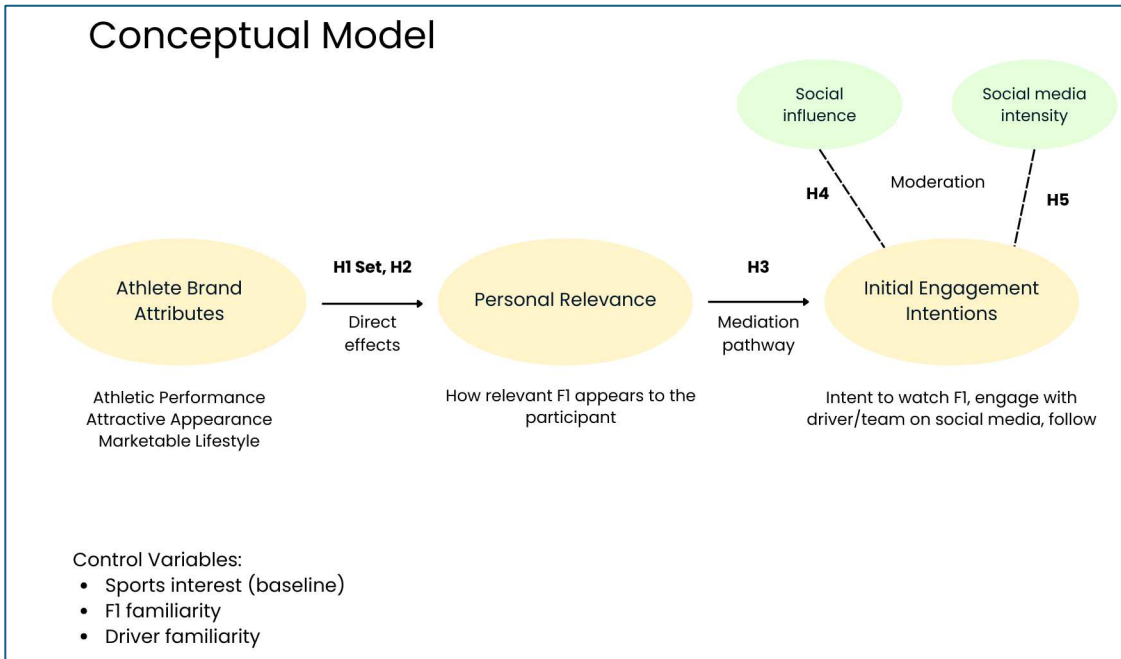 Conceptual Model
Social
influence
Social media
intensity
H4
Moderation
H5
Athlete Brand
Attributes
H1 Set, H2
Direct
effects
Personal Relevance
H3
Mediation
pathway
Initial Engagement
Intentions
Athletic Performance
Attractive Appearance
Marketable Lifestyle
How relevant F1 appears to the
participant
Intent to watch F1, engage with
driver/team on social media, follow
Control Variables:
• Sports interest (baseline)
• F1 familiarity
• Driver familiarity